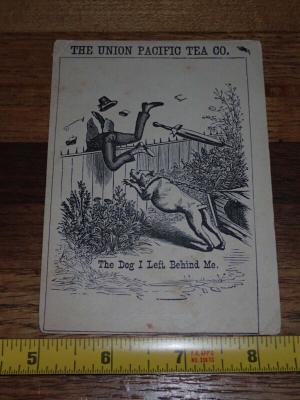 THE UNION PACIFIC TEA CO.
The Dog I Left Behind Me.
5 6 7 8